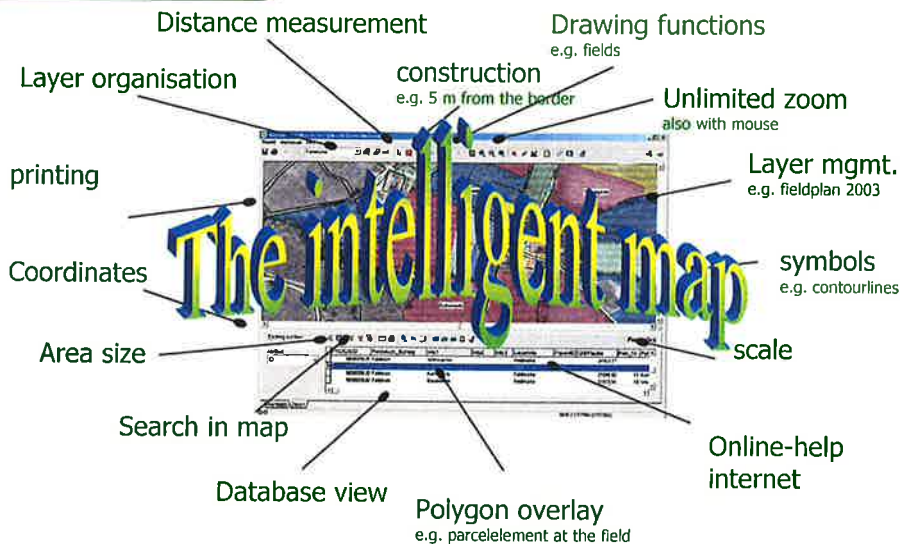 Distance measurement
Drawing functions
e.g. fields
Layer organisation
construction
e.g. 5 m from the border
Unlimited zoom
also with mouse
printing
Layer mgmt.
e.g. fieldplan 2003
The intelligent map
Coordinates
symbols
e.g. contourlines
Area size
scale
Search in map
Online-help
internet
Database view
Polygon overlay
e.g. parcelelement at the field